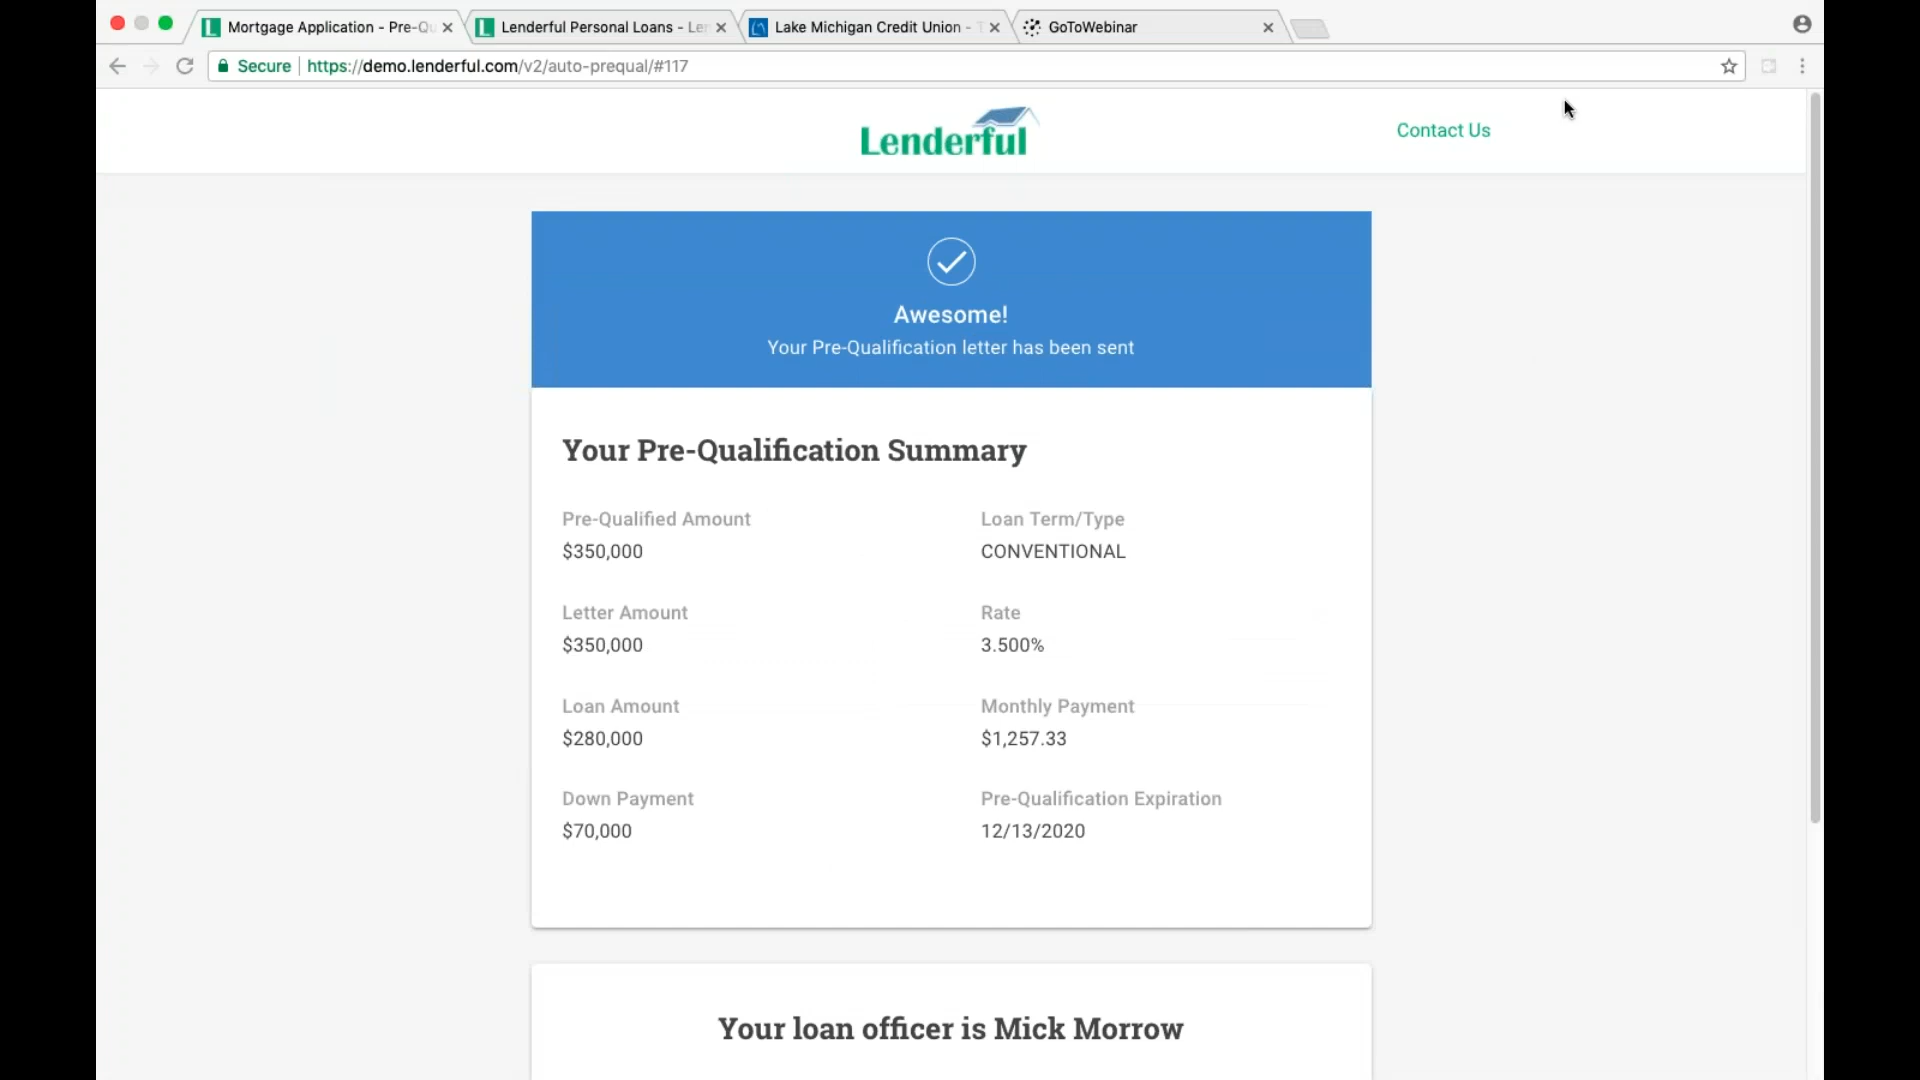 Mortgage Application - Pre-Qu
Lenderful Personal Loans - Len
Lake Michigan Credit Union - T
GoToWebinar
Secure
https://demo.lenderful.com/v2/auto-prequal/#117
Lenderful
Contact Us
Awesome!
Your Pre-Qualification letter has been sent
Your Pre-Qualification Summary
Pre-Qualified Amount
$350,000
Loan Term/Type
CONVENTIONAL
Letter Amount
$350,000
Rate
3.500%
Loan Amount
$280,000
Monthly Payment
$1,257.33
Down Payment
$70,000
Pre-Qualification Expiration
12/13/2020
Your loan officer is Mick Morrow